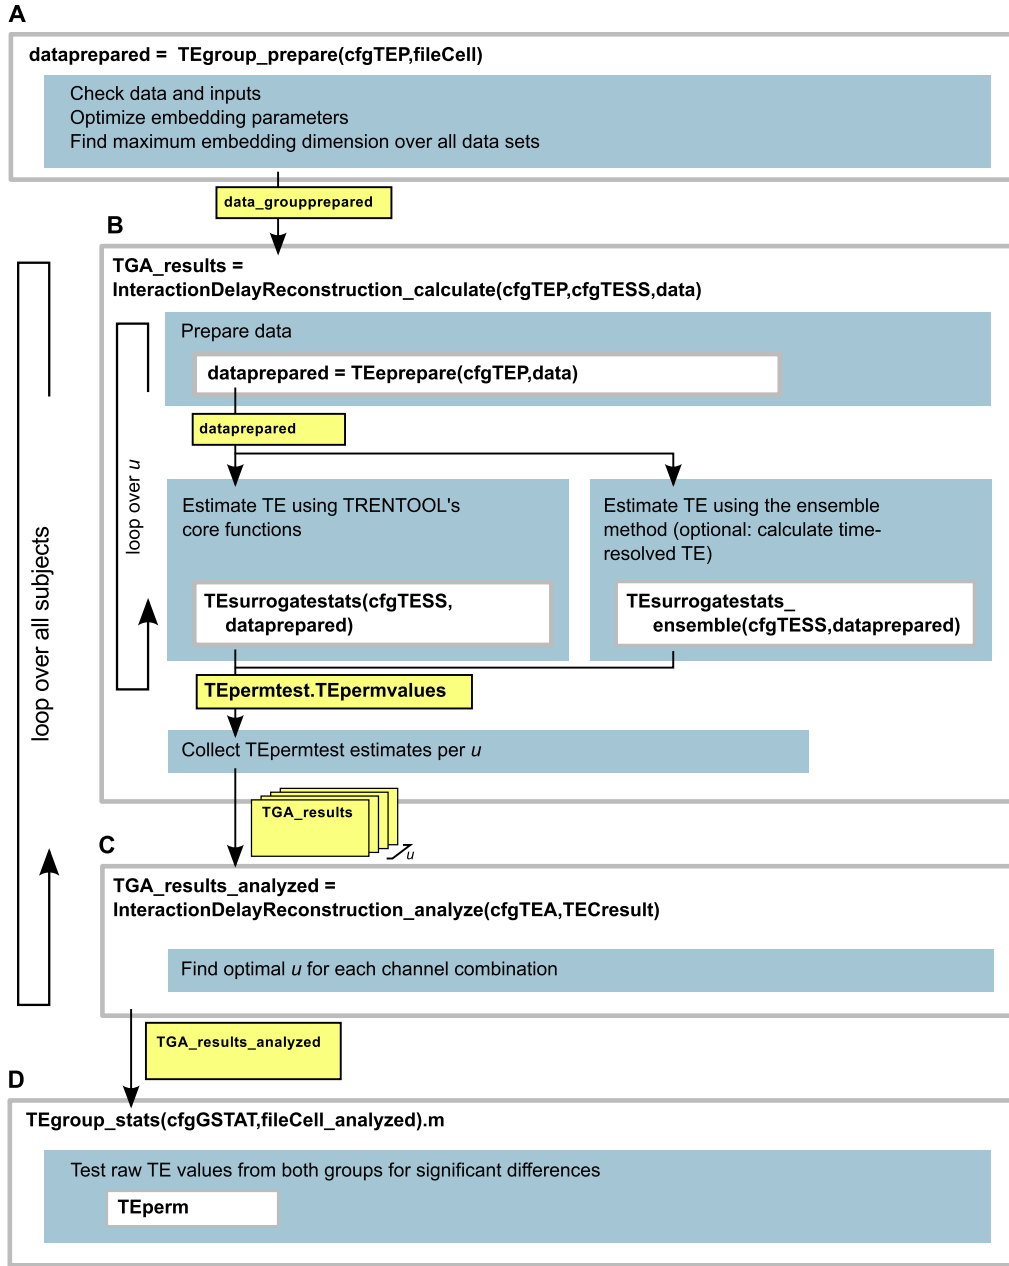 A
dataprepared = TEgroup_prepare(cfgTEP,fileCell)
Check data and inputs
Optimize embedding parameters
Find maximum embedding dimension over all data sets
data_groupprepared
B
TGA_results =
InteractionDelayReconstruction_calculate(cfgTEP,cfgTESS,data)
Prepare data
dataprepared = TEeprepare(cfgTEP,data)
dataprepared
loop over u
loop over all subjects
Estimate TE using TRENTOOL's
core functions
TEsurrogatestats(cfgTESS,
dataprepared)
Estimate TE using the ensemble
method (optional: calculate time-
resolved TE)
TEsurrogatestats_
ensemble(cfgTESS,dataprepared)
TEpermtest.TEpermvalues
Collect TEpermtest estimates per u
TGA_results
u
C
TGA_results_analyzed =
InteractionDelayReconstruction_analyze(cfgTEA,TECresult)
Find optimal u for each channel combination
TGA_results_analyzed
D
TEgroup_stats(cfgGSTAT,fileCell_analyzed).m
Test raw TE values from both groups for significant differences
TEperm